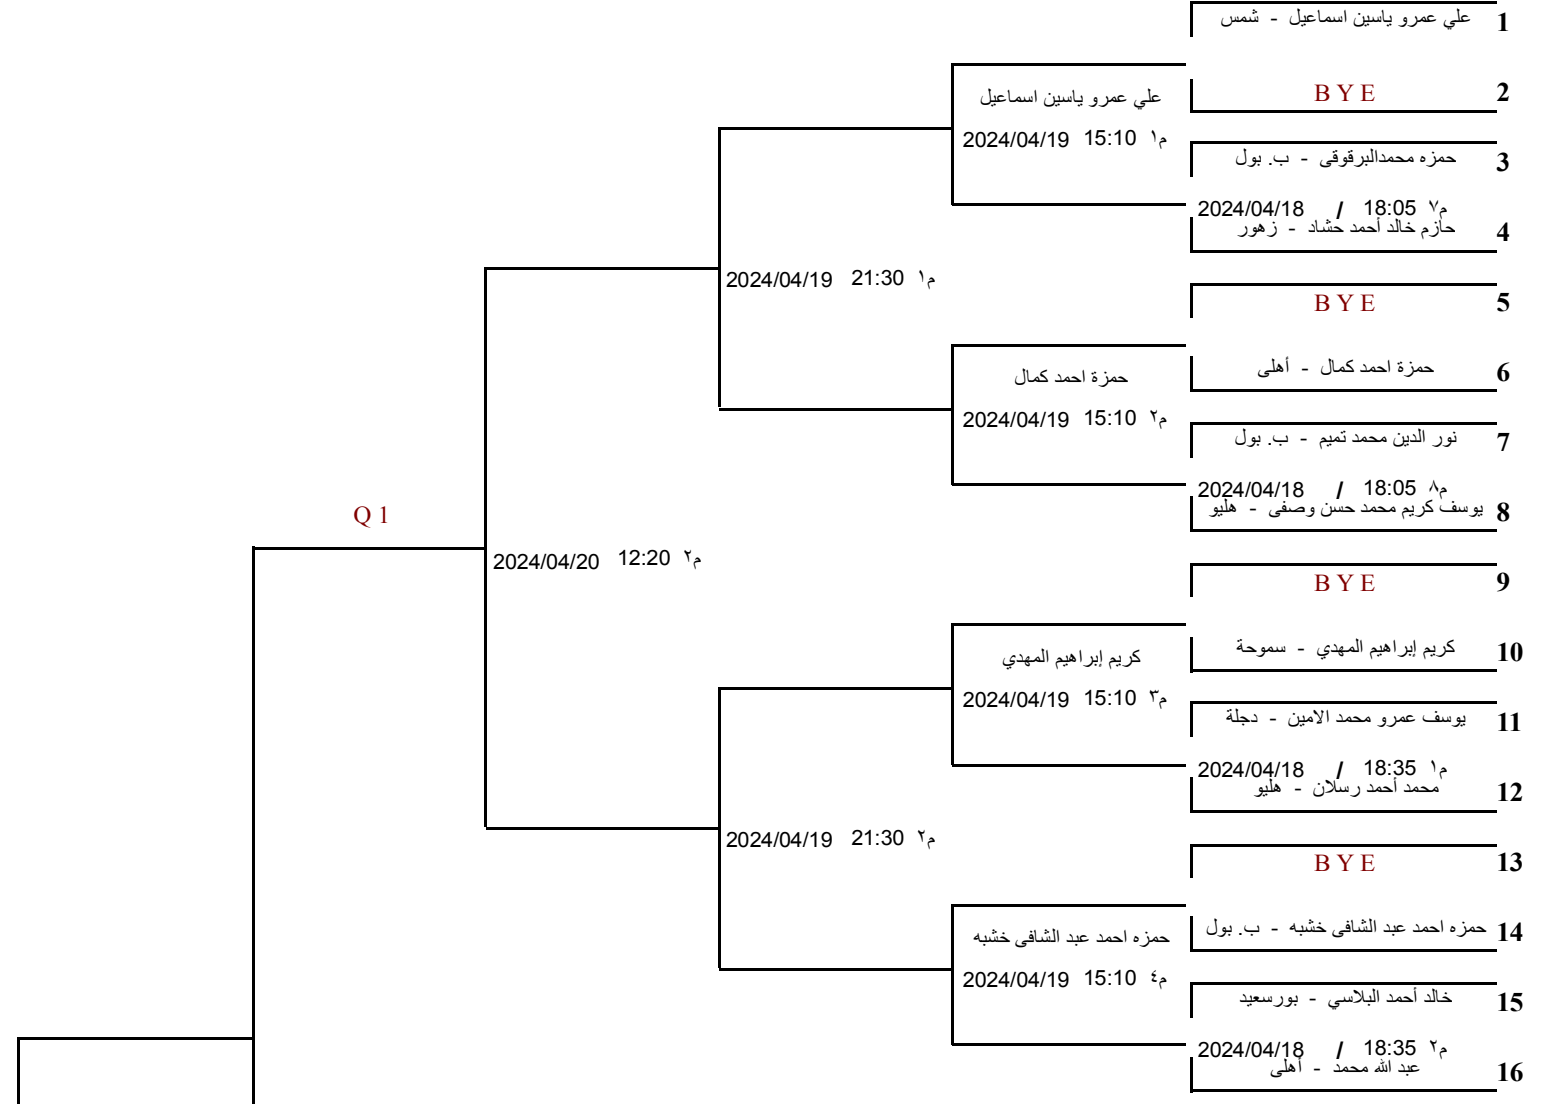 علي عمرو ياسين اسماعيل - شمس 1
B Y E 2
علي عمرو ياسين اسماعيل
2024/04/19 15:10 م١
حمزه محمدالبرقوقى - ب. بول 3
2024/04/18 / 18:05 م٧
حازم خالد أحمد حشاد - زهور 4
2024/04/19 21:30 م١
B Y E 5
حمزة احمد كمال - أهلى 6
حمزة احمد كمال
2024/04/19 15:10 م٢
نور الدين محمد تميم - ب. بول 7
2024/04/18 / 18:05 م٨
يوسف كريم محمد حسن وصفى - هليو 8
Q 1
2024/04/20 12:20 م٢
B Y E 9
كريم إبراهيم المهدي - سموحة 10
كريم إبراهيم المهدي
2024/04/19 15:10 م٣
يوسف عمرو محمد الامين - دجلة 11
2024/04/18 / 18:35 م١
محمد أحمد رسلان - هليو 12
2024/04/19 21:30 م٢
B Y E 13
حمزه احمد عبد الشافى خشبه - ب. بول 14
حمزه احمد عبد الشافى خشبه
2024/04/19 15:10 م٤
خالد أحمد البلاسي - بورسعيد 15
2024/04/18 / 18:35 م٢
عبد الله محمد - أهلى 16